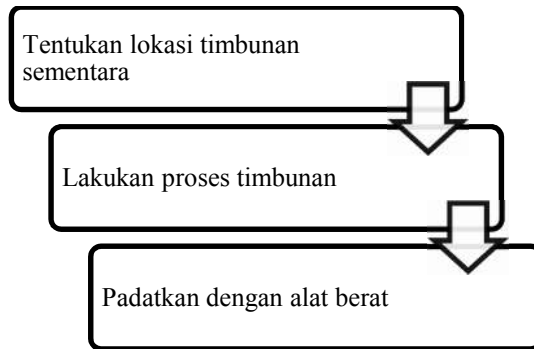 Tentukan lokasi timbunan
sementara
Lakukan proses timbunan
Padatkan dengan alat berat